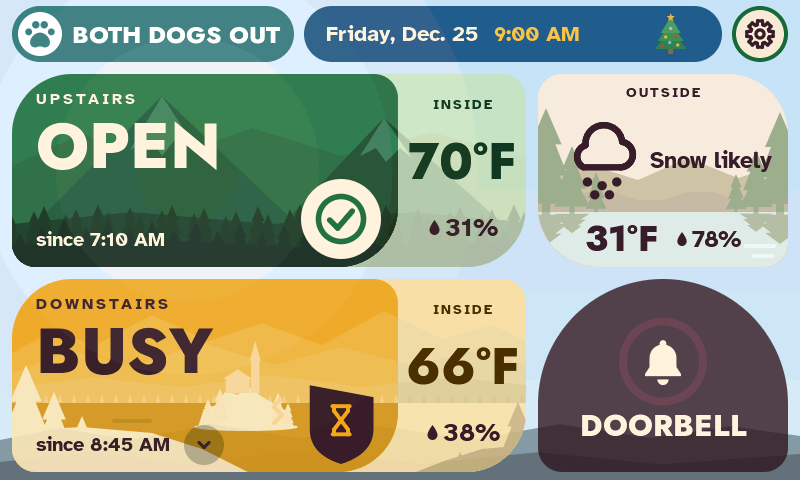 BOTH DOGS OUT
Friday, Dec. 25 9:00 AM
UPSTAIRS
OPEN
since 7:10 AM
INSIDE
70°F
31%
OUTSIDE
Snow likely
31°F 78%
DOWNSTAIRS
BUSY
since 8:45 AM
INSIDE
66°F
38%
DOORBELL